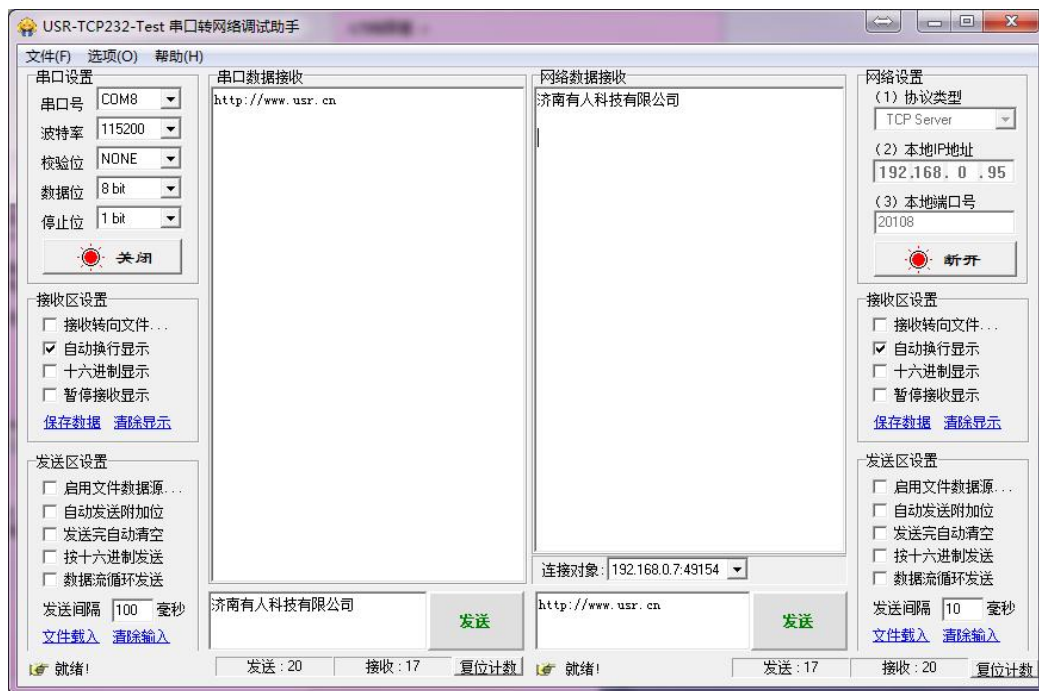 USR-TCP232-Test 串口转网络调试助手
文件(F) 选项(O) 帮助(H)
串口设置
串口号 COM8
波特率 115200
校验位 NONE
数据位 8 bit
停止位 1 bit
关闭
接收区设置
接收转向文件...
自动换行显示
十六进制显示
暂停接收显示
保存数据 清除显示
发送区设置
启用文件数据源...
自动发送附加位
发送完自动清空
按十六进制发送
数据流循环发送
发送间隔 100 毫秒
文件载入 清除输入
就绪!
串口数据接收
http://www.usr.cn
济南有人科技有限公司
发送
发送:20 接收:17 复位计数
网络数据接收
济南有人科技有限公司
连接对象: 192.168.0.7:49154
http://www.usr.cn
发送
就绪! 发送:17 接收:20 复位计数
网络设置
(1) 协议类型
TCP Server
(2) 本地IP地址
192.168. 0 .95
(3) 本地端口号
20108
断开
接收区设置
接收转向文件...
自动换行显示
十六进制显示
暂停接收显示
保存数据 清除显示
发送区设置
启用文件数据源...
自动发送附加位
发送完自动清空
按十六进制发送
数据流循环发送
发送间隔 10 毫秒
文件载入 清除输入